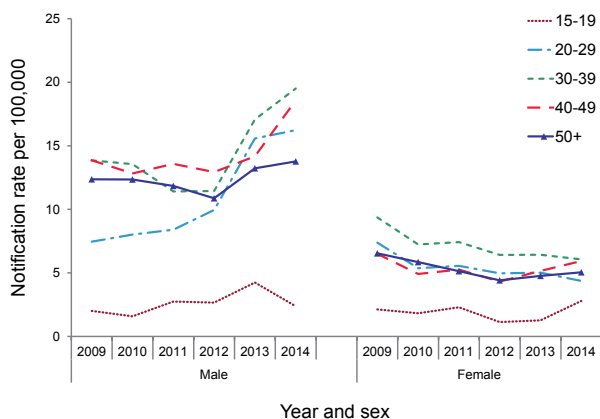 25
20
15
10
5
0
Notification rate per 100,000
15-19
20-29
30-39
40-49
50+
2009 2010 2011 2012 2013 2014 2009 2010 2011 2012 2013 2014
Male Female
Year and sex